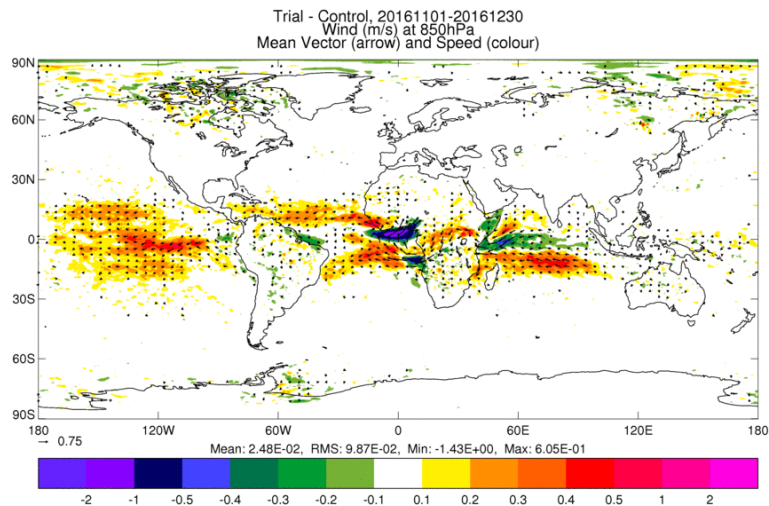 Trial - Control, 20161101-20161230
Wind (m/s) at 850hPa
Mean Vector (arrow) and Speed (colour)
90N
60N
30N
0
30S
60S
90S
180 120W 60W 0 60E 120E 180
0.75
Mean: 2.48E-02, RMS: 9.87E-02, Min: -1.43E+00, Max: 6.05E-01
-2 -1 -0.5 -0.4 -0.3 -0.2 -0.1 0.1 0.2 0.3 0.4 0.5 1 2